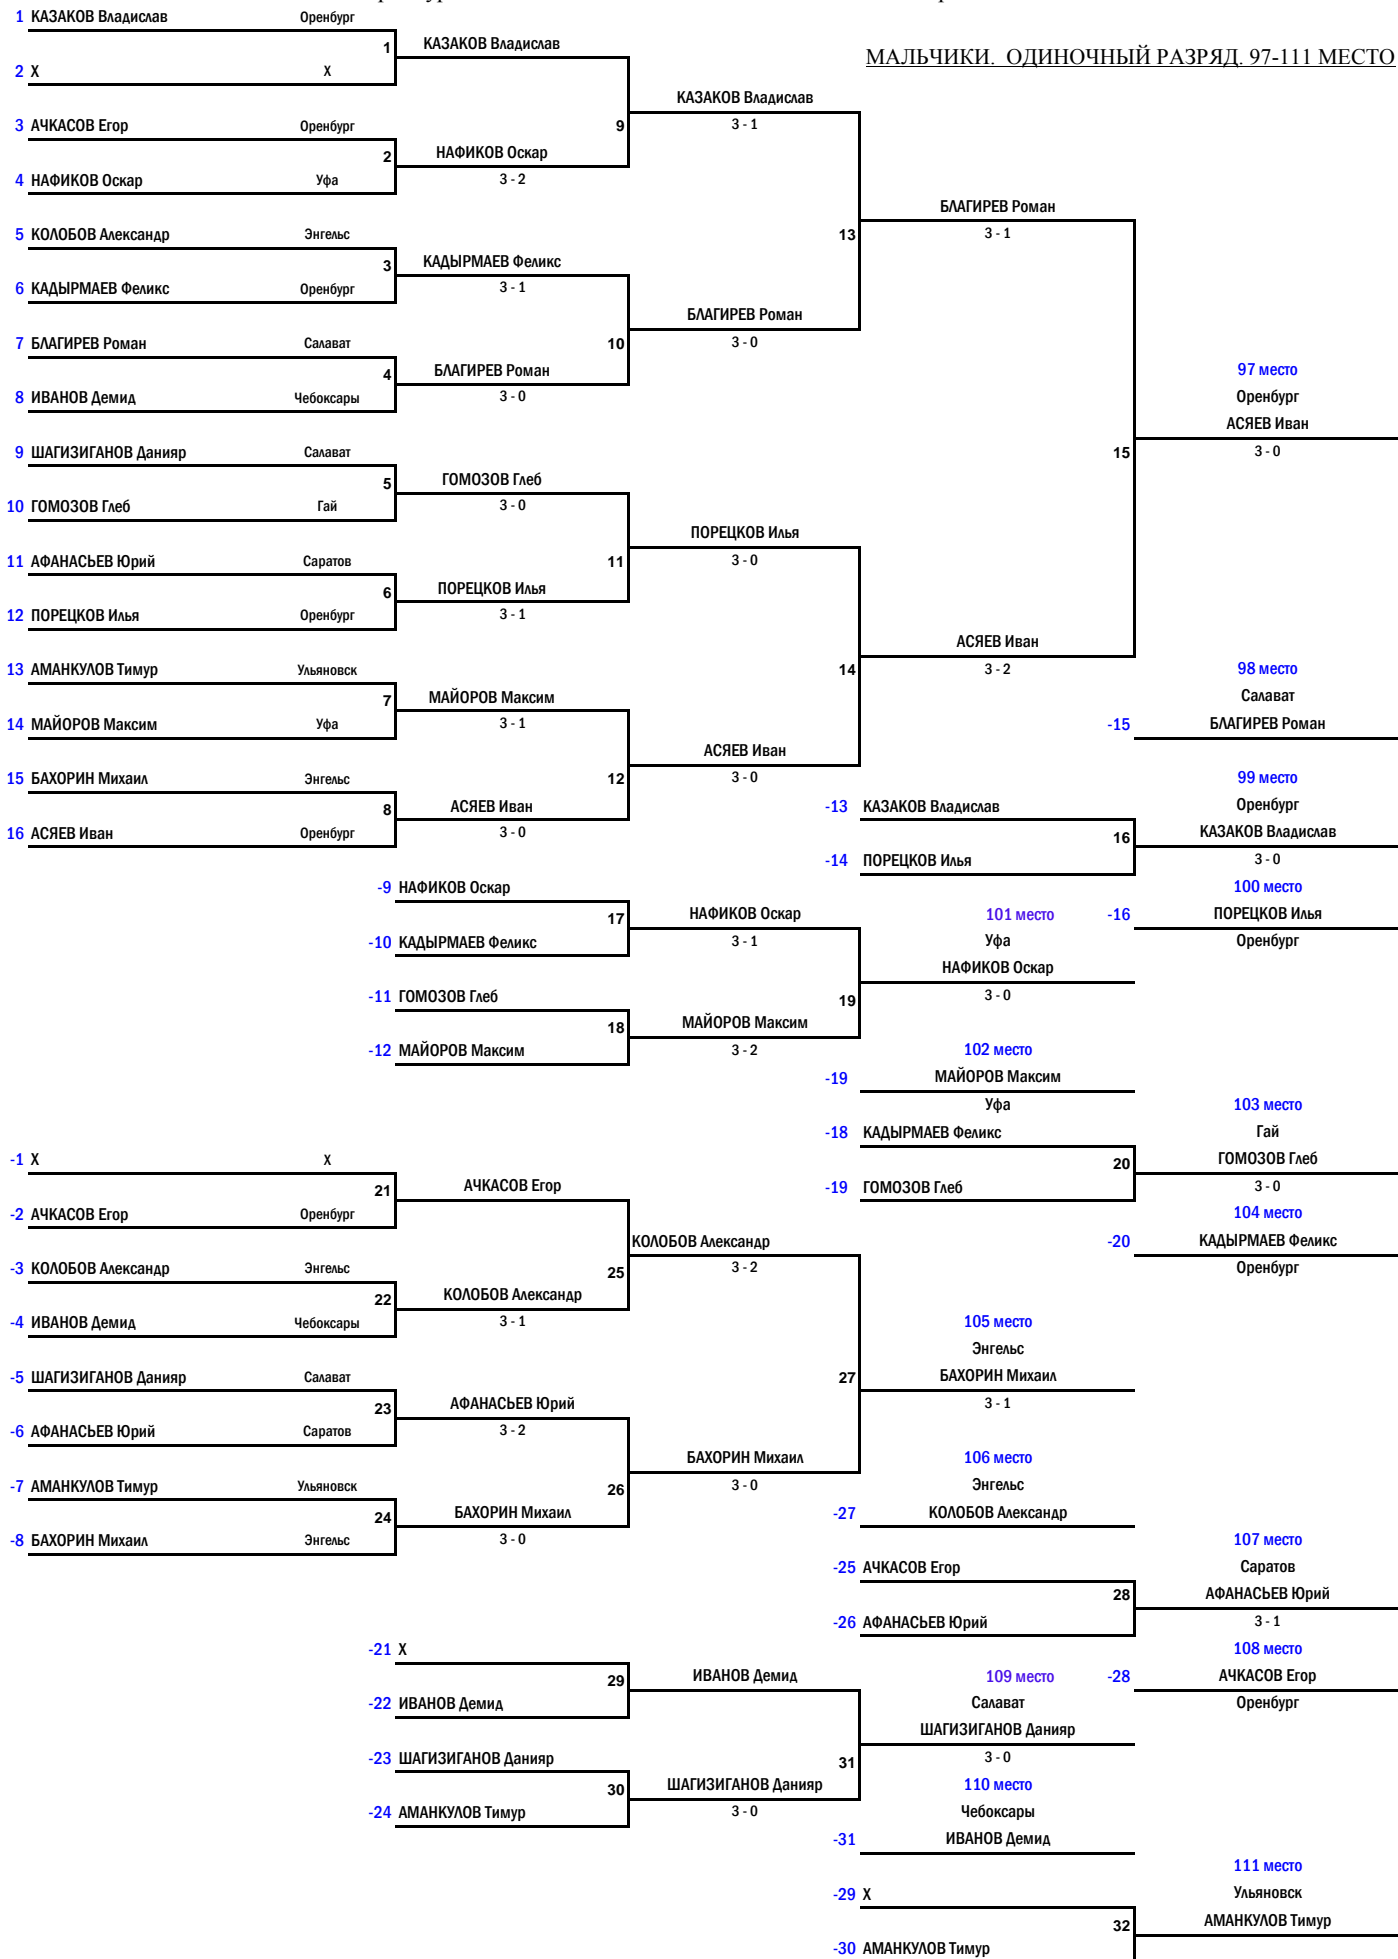 1 КАЗАКОВ Владислав Оренбург
1 КАЗАКОВ Владислав
МАЛЬЧИКИ. ОДИНОЧНЫЙ РАЗРЯД. 97-111 МЕСТО
2 X X
КАЗАКОВ Владислав
3 АЧКАСОВ Егор Оренбург 9 3 - 1
2 НАФИКОВ Оскар
4 НАФИКОВ Оскар Уфа 3 - 2
БЛАГИРЕВ Роман
5 КОЛОБОВ Александр Энгельс 13 3 - 1
3 КАДЫРМАЕВ Феликс
6 КАДЫРМАЕВ Феликс Оренбург 3 - 1
БЛАГИРЕВ Роман
7 БЛАГИРЕВ Роман Салават 10 3 - 0
4 БЛАГИРЕВ Роман 97 место
8 ИВАНОВ Демид Чебоксары 3 - 0 Оренбург
АСЯЕВ Иван
9 ШАГИЗИГАНОВ Данияр Салават 15 3 - 0
5 ГОМОЗОВ Глеб
10 ГОМОЗОВ Глеб Гай 3 - 0
ПОРЕЦКОВ Илья
11 АФАНАСЬЕВ Юрий Саратов 11 3 - 0
6 ПОРЕЦКОВ Илья
12 ПОРЕЦКОВ Илья Оренбург 3 - 1
АСЯЕВ Иван
13 АМАНКУЛОВ Тимур Ульяновск 14 3 - 2 98 место
7 МАЙОРОВ Максим Салават
14 МАЙОРОВ Максим Уфа 3 - 1 -15 БЛАГИРЕВ Роман
АСЯЕВ Иван
15 БАХОРИН Михаил Энгельс 12 3 - 0 99 место
8 АСЯЕВ Иван -13 КАЗАКОВ Владислав Оренбург
16 АСЯЕВ Иван Оренбург 3 - 0 16 КАЗАКОВ Владислав
-14 ПОРЕЦКОВ Илья 3 - 0
-9 НАФИКОВ Оскар 100 место
17 НАФИКОВ Оскар 101 место -16 ПОРЕЦКОВ Илья
-10 КАДЫРМАЕВ Феликс 3 - 1 Уфа Оренбург
НАФИКОВ Оскар
-11 ГОМОЗОВ Глеб 19 3 - 0
18 МАЙОРОВ Максим
-12 МАЙОРОВ Максим 3 - 2 102 место
-19 МАЙОРОВ Максим
Уфа 103 место
-18 КАДЫРМАЕВ Феликс Гай
-1 X X 20 ГОМОЗОВ Глеб
21 АЧКАСОВ Егор -19 ГОМОЗОВ Глеб 3 - 0
-2 АЧКАСОВ Егор Оренбург 104 место
КОЛОБОВ Александр -20 КАДЫРМАЕВ Феликс
-3 КОЛОБОВ Александр Энгельс 25 3 - 2 Оренбург
22 КОЛОБОВ Александр
-4 ИВАНОВ Демид Чебоксары 3 - 1 105 место
Энгельс
-5 ШАГИЗИГАНОВ Данияр Салават 27 БАХОРИН Михаил
23 АФАНАСЬЕВ Юрий 3 - 1
-6 АФАНАСЬЕВ Юрий Саратов 3 - 2
БАХОРИН Михаил 106 место
-7 АМАНКУЛОВ Тимур Ульяновск 26 3 - 0 Энгельс
24 БАХОРИН Михаил -27 КОЛОБОВ Александр
-8 БАХОРИН Михаил Энгельс 3 - 0 107 место
-25 АЧКАСОВ Егор Саратов
28 АФАНАСЬЕВ Юрий
-26 АФАНАСЬЕВ Юрий 3 - 1
-21 X 108 место
29 ИВАНОВ Демид 109 место -28 АЧКАСОВ Егор
-22 ИВАНОВ Демид Салават Оренбург
ШАГИЗИГАНОВ Данияр
-23 ШАГИЗИГАНОВ Данияр 31 3 - 0
30 ШАГИЗИГАНОВ Данияр 110 место
-24 АМАНКУЛОВ Тимур 3 - 0 Чебоксары
-31 ИВАНОВ Демид
111 место
-29 X Ульяновск
32 АМАНКУЛОВ Тимур
-30 АМАНКУЛОВ Тимур